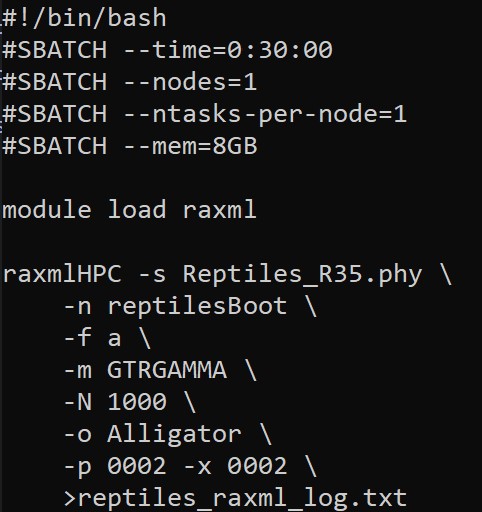 #!/bin/bash
#SBATCH --time=0:30:00
#SBATCH --nodes=1
#SBATCH --ntasks-per-node=1
#SBATCH --mem=8GB

module load raxml

raxmlHPC -s Reptiles_R35.phy \
    -n reptilesBoot \
    -f a \
    -m GTRGAMMA \
    -N 1000 \
    -o Alligator \
    -p 0002 -x 0002 \
    >reptiles_raxml_log.txt